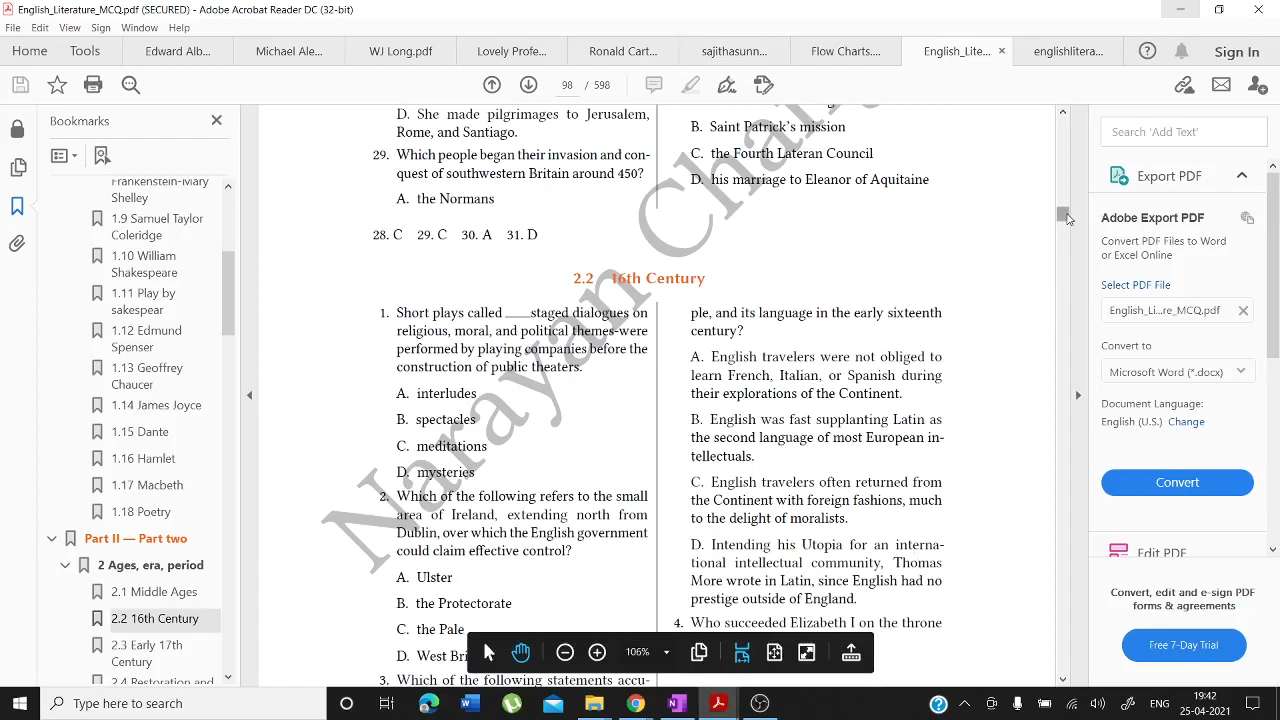 English_Literature_MCQ.pdf (SECURED) - Adobe Acrobat Reader DC (32-bit)
File Edit View Sign Window Help
Home Tools Edward Alb... Michael Ale... WJ Long.pdf Lovely Profe... Ronald Cart... sajithasunn... Flow Charts.... English_Lite... × englishlitera... Sign In
98 / 598
Bookmarks
Frankenstein-Mary
Shelley
1.9 Samuel Taylor
Coleridge
1.10 William
Shakespeare
1.11 Play by
sakespear
1.12 Edmund
Spenser
1.13 Geoffrey
Chaucer
1.14 James Joyce
1.15 Dante
1.16 Hamlet
1.17 Macbeth
1.18 Poetry
Part II — Part two
2 Ages, era, period
2.1 Middle Ages
2.2 16th Century
2.3 Early 17th
Century
2.4 Restoration and
D. She made pilgrimages to Jerusalem,
Rome, and Santiago.
29. Which people began their invasion and con-
quest of southwestern Britain around 450?
A. the Normans
B. Saint Patrick's mission
C. the Fourth Lateran Council
D. his marriage to Eleanor of Aquitaine
28. C 29. C 30. A 31. D
2.2 16th Century
1. Short plays called ____staged dialogues on
religious, moral, and political themes-were
performed by playing companies before the
construction of public theaters.
A. interludes
B. spectacles
C. meditations
D. mysteries
2. Which of the following refers to the small
area of Ireland, extending north from
Dublin, over which the English government
could claim effective control?
A. Ulster
B. the Protectorate
C. the Pale
D. West Bri
3. Which of the following statements accu-
ple, and its language in the early sixteenth
century?
A. English travelers were not obliged to
learn French, Italian, or Spanish during
their explorations of the Continent.
B. English was fast supplanting Latin as
the second language of most European in-
tellectuals.
C. English travelers often returned from
the Continent with foreign fashions, much
to the delight of moralists.
D. Intending his Utopia for an interna-
tional intellectual community, Thomas
More wrote in Latin, since English had no
prestige outside of England.
4. Who succeeded Elizabeth I on the throne
Narayan Chan
106%
Search 'Add Text'
Export PDF
Adobe Export PDF
Convert PDF Files to Word
or Excel Online
Select PDF File
English_Li...re_MCQ.pdf
Convert to
Microsoft Word (*.docx)
Document Language:
English (U.S.) Change
Convert
Edit PDF
Convert, edit and e-sign PDF
forms & agreements
Free 7-Day Trial
Type here to search
ENG
19:42
25-04-2021